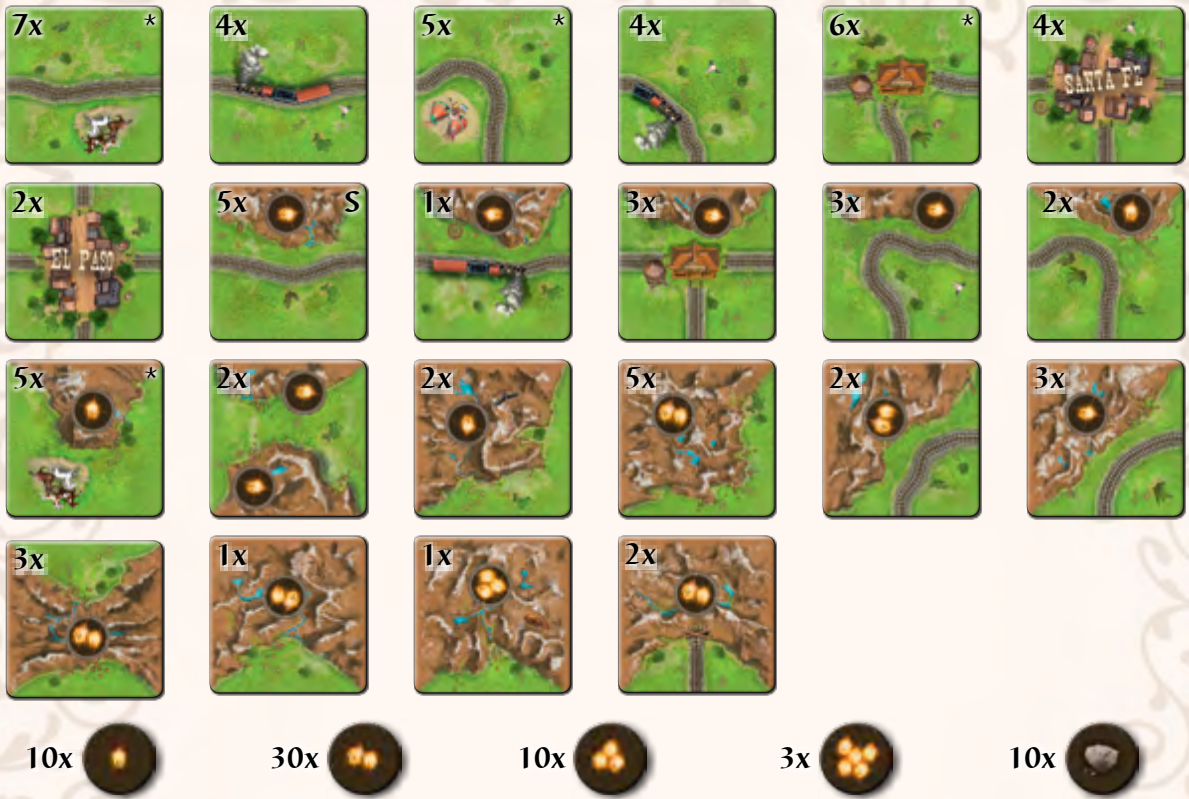 7x *
4x
5x *
4x
6x *
4x
SANTA FE
2x
EL PASO
5x S
1x
3x
3x
2x
5x *
2x
2x
5x
2x
3x
3x
1x
1x
2x
10x
30x
10x
3x
10x